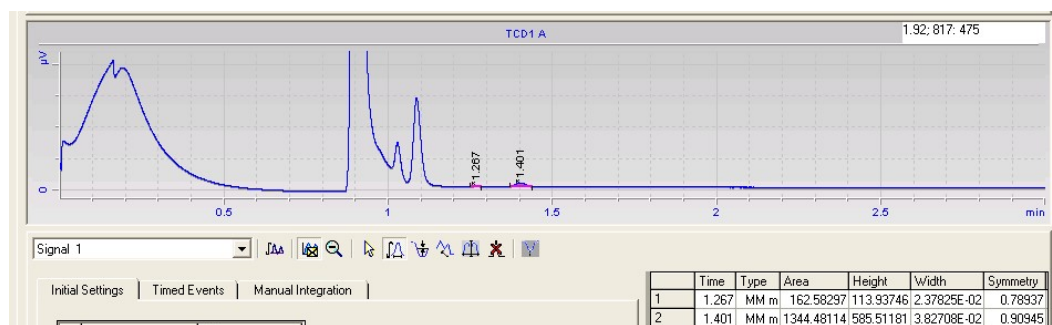 TCD1 A
1.92; 817: 475
µV
0
1.267
1.401
0.5 1 1.5 2 2.5 min
Signal 1
Initial Settings Timed Events Manual Integration
Time Type Area Height Width Symmetry
1 1.267 MM m 162.58297 113.93746 2.37825E-02 0.78937
2 1.401 MM m 1344.48114 585.51181 3.82708E-02 0.90945